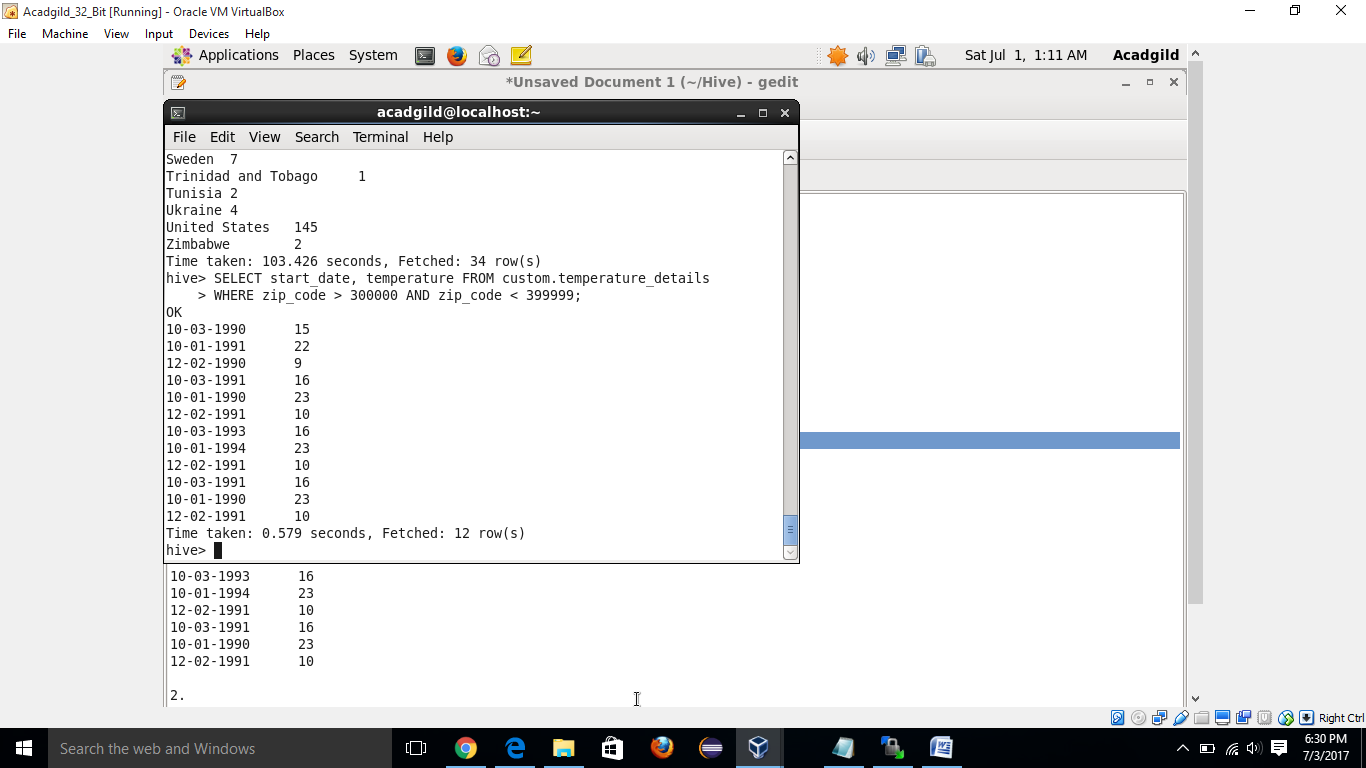 Acadgild_32_Bit [Running] - Oracle VM VirtualBox
File Machine View Input Devices Help
Applications Places System Sat Jul 1, 1:11 AM Acadgild
*Unsaved Document 1 (~/Hive) - gedit
acadgild@localhost:~
File Edit View Search Terminal Help
Sweden 7
Trinidad and Tobago 1
Tunisia 2
Ukraine 4
United States 145
Zimbabwe 2
Time taken: 103.426 seconds, Fetched: 34 row(s)
hive> SELECT start_date, temperature FROM custom.temperature_details
> WHERE zip_code > 300000 AND zip_code < 399999;
OK
10-03-1990 15
10-01-1991 22
12-02-1990 9
10-03-1991 16
10-01-1990 23
12-02-1991 10
10-03-1993 16
10-01-1994 23
12-02-1991 10
10-03-1991 16
10-01-1990 23
12-02-1991 10
Time taken: 0.579 seconds, Fetched: 12 row(s)
hive>
10-03-1993 16
10-01-1994 23
12-02-1991 10
10-03-1991 16
10-01-1990 23
12-02-1991 10
2.
Right Ctrl
Search the web and Windows
6:30 PM
7/3/2017